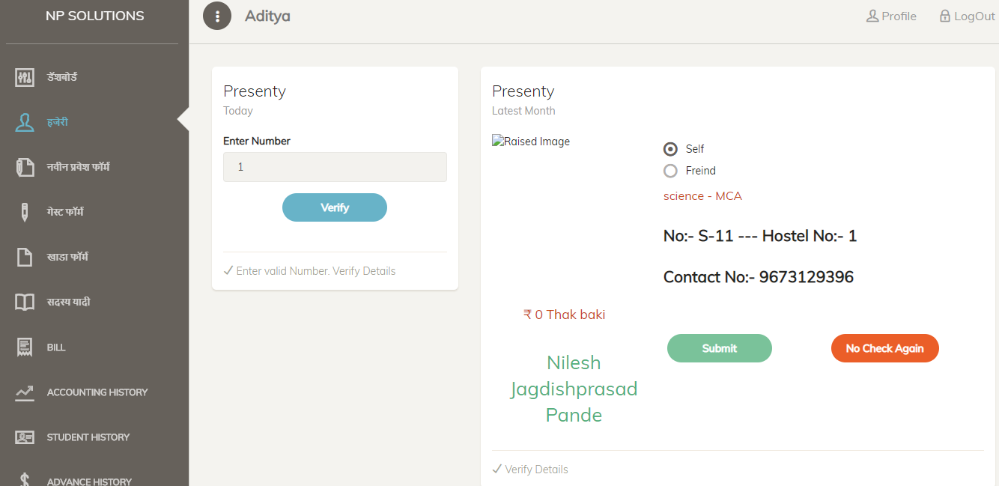 NP SOLUTIONS
डॅशबोर्ड
हजेरी
नवीन प्रवेश फॉर्म
गेस्ट फॉर्म
खाडा फॉर्म
सदस्य यादी
BILL
ACCOUNTING HISTORY
STUDENT HISTORY
ADVANCE HISTORY
Aditya
Profile
LogOut
Presenty
Today
Enter Number
1
Verify
Enter valid Number. Verify Details
Presenty
Latest Month
Raised Image
Self
Freind
science - MCA
No:- S-11 --- Hostel No:- 1
Contact No:- 9673129396
₹ 0 Thak baki
Submit
No Check Again
Nilesh
Jagdishprasad
Pande
Verify Details